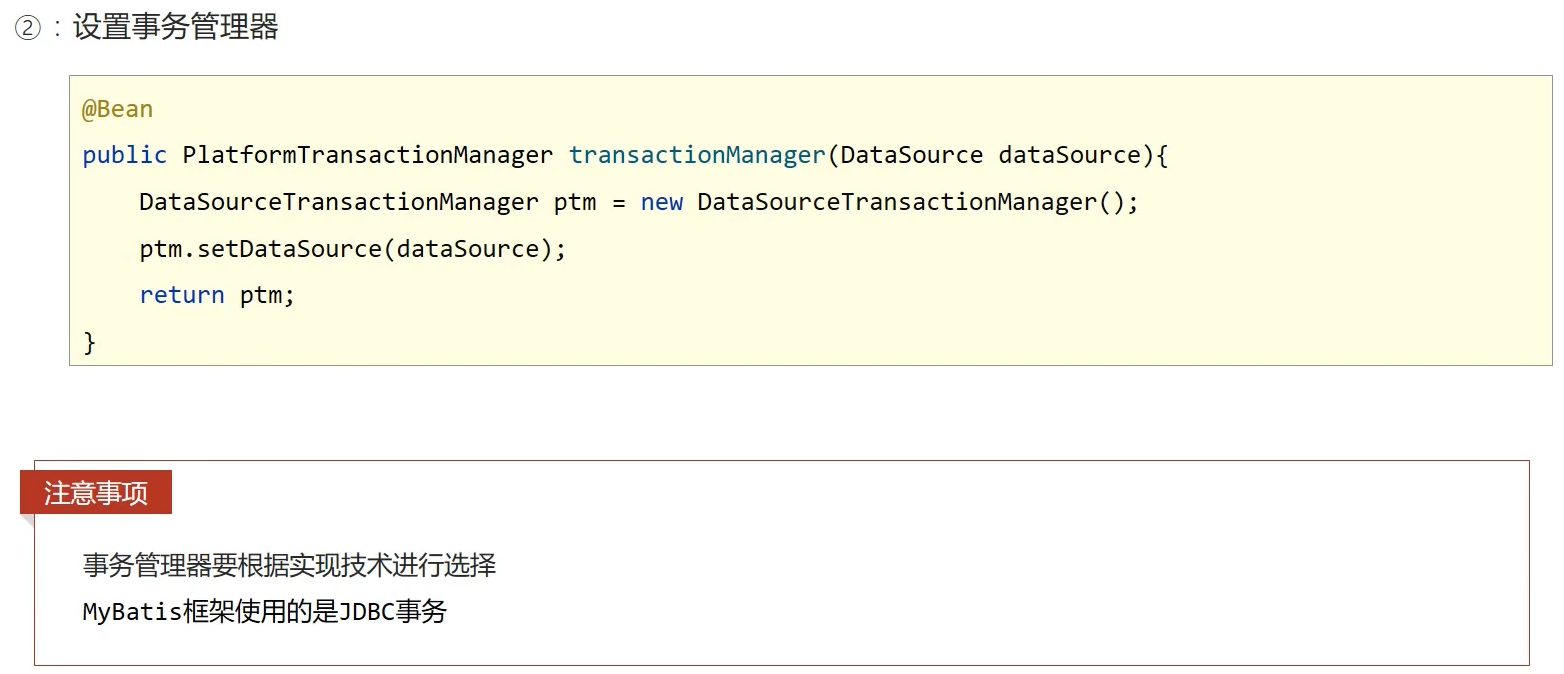 ②：设置事务管理器
@Bean
public PlatformTransactionManager transactionManager(DataSource dataSource){
    DataSourceTransactionManager ptm = new DataSourceTransactionManager();
    ptm.setDataSource(dataSource);
    return ptm;
}
注意事项
事务管理器要根据实现技术进行选择
MyBatis框架使用的是JDBC事务